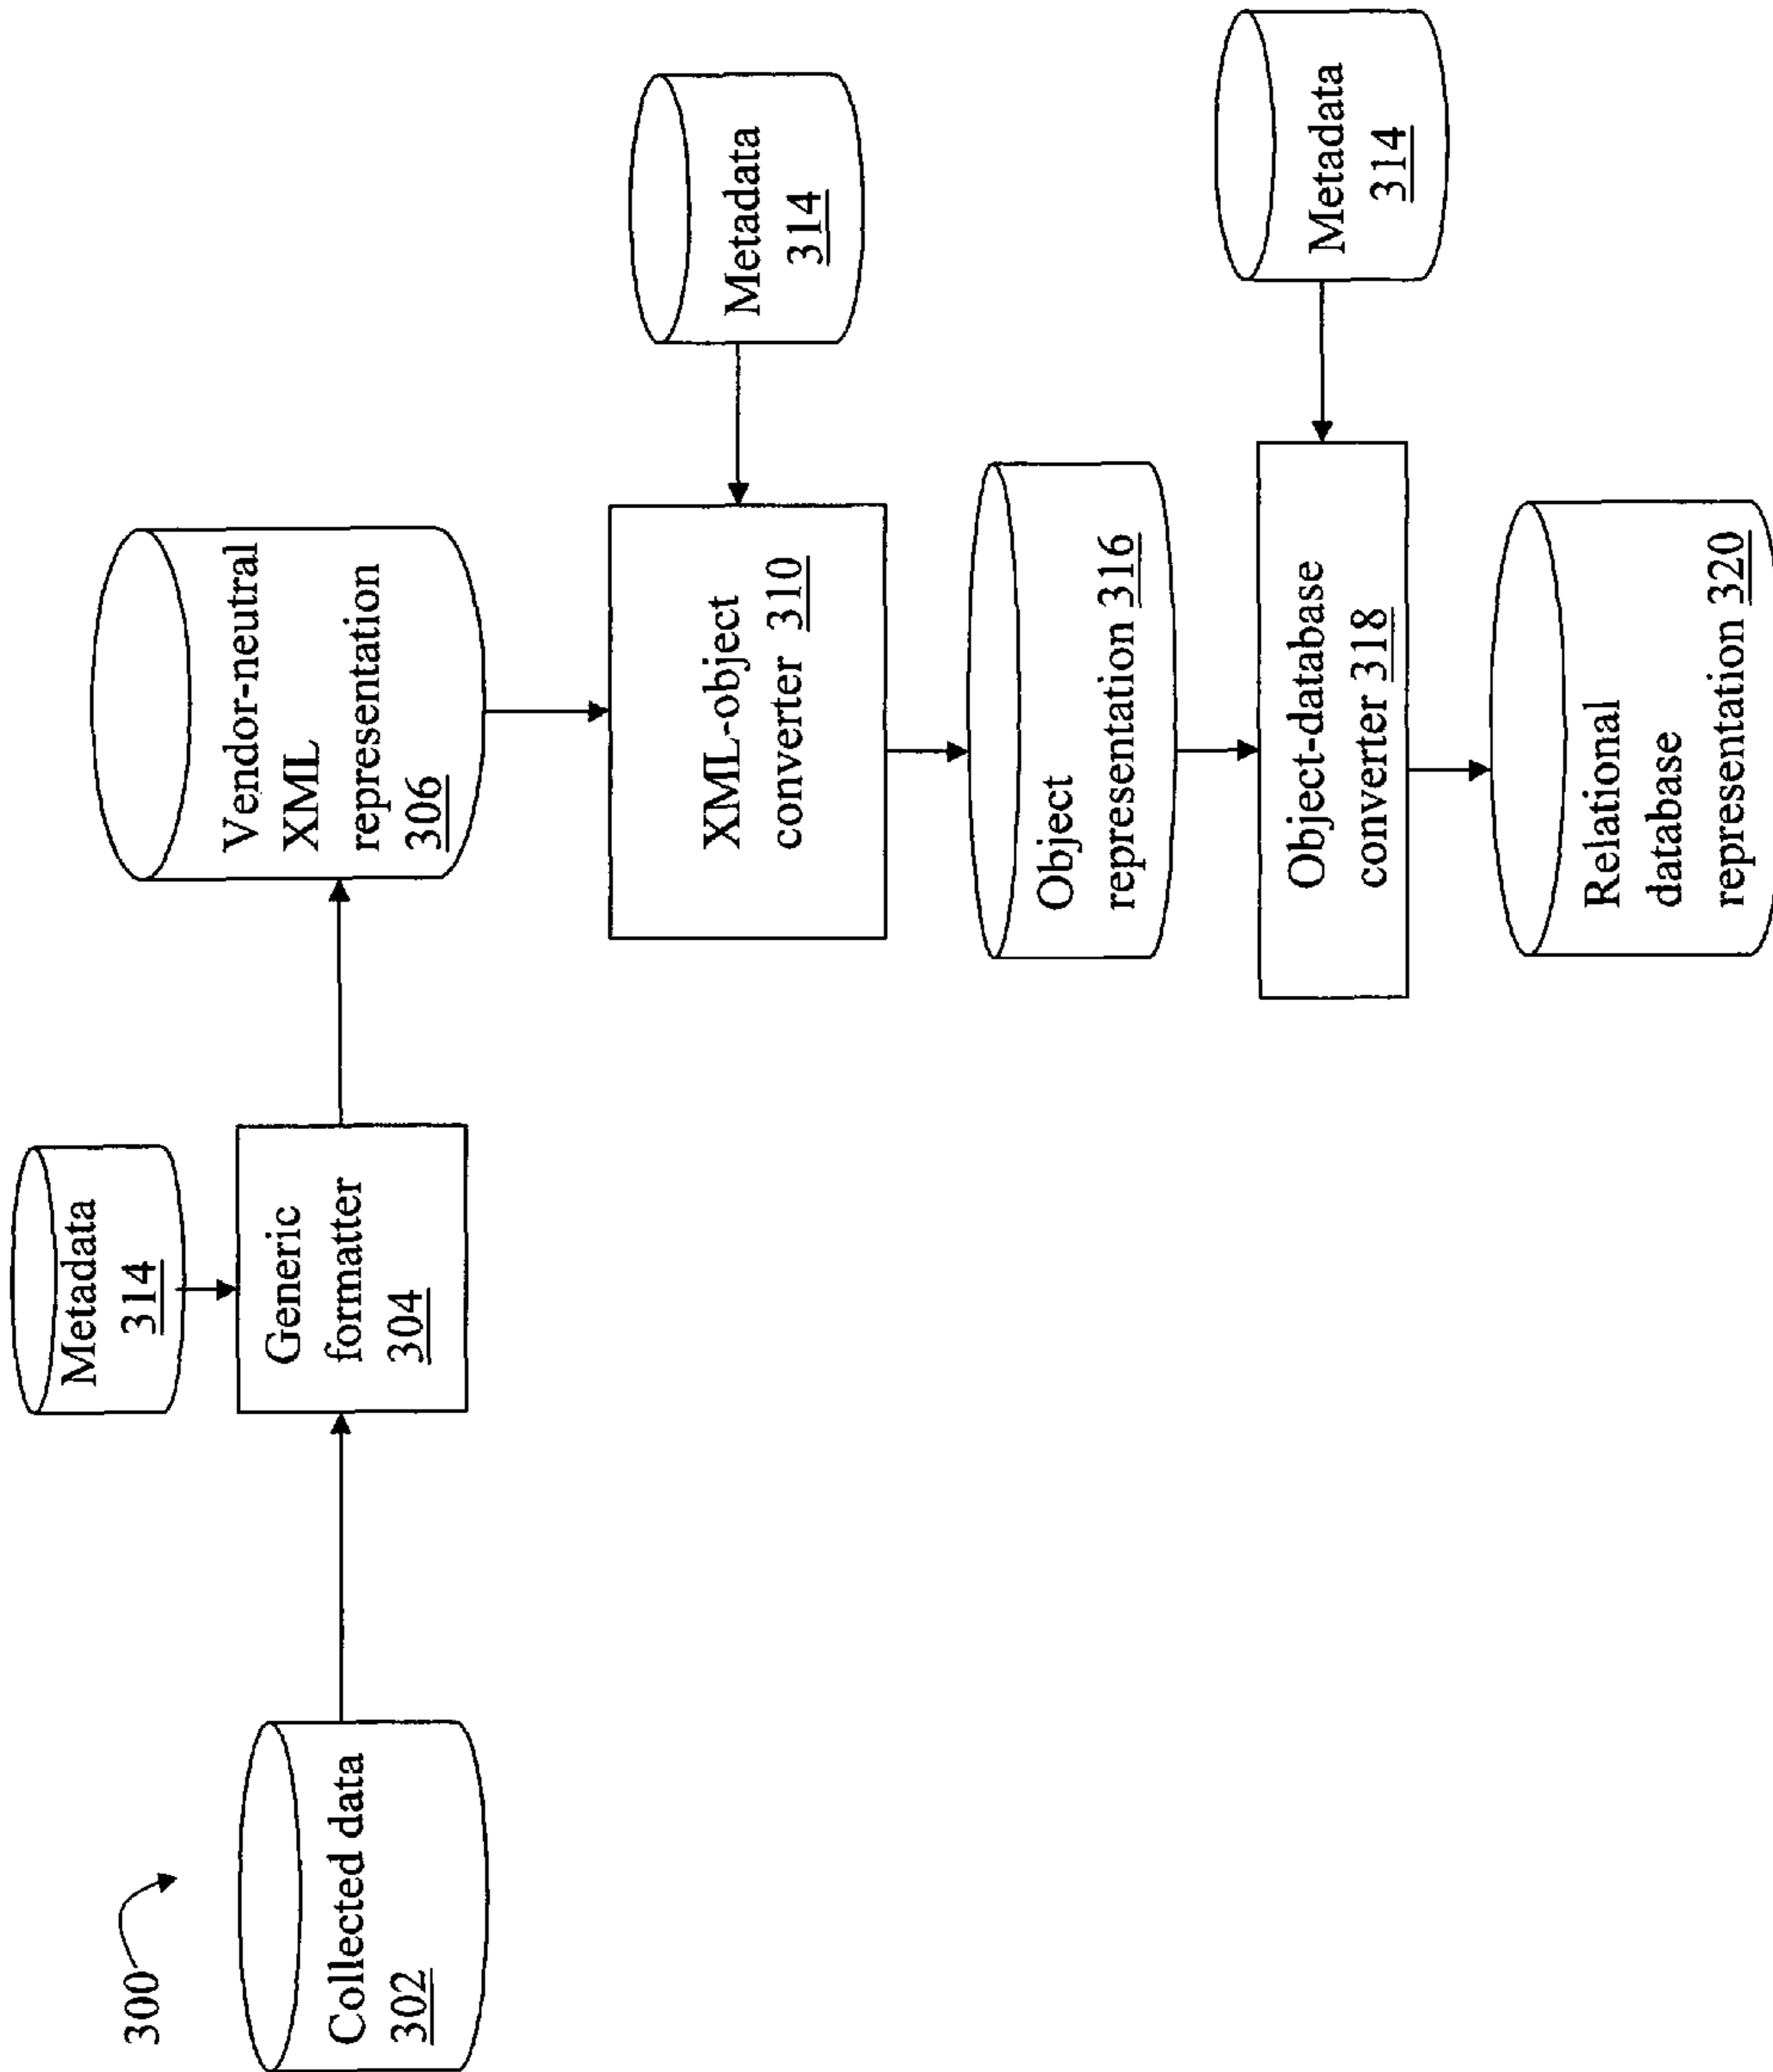 300
Collected data
302
Metadata
314
Generic
formatter
304
Vendor-neutral
XML
representation
306
XML-object
converter 310
Metadata
314
Object
representation 316
Object-database
converter 318
Metadata
314
Relational
database
representation 320